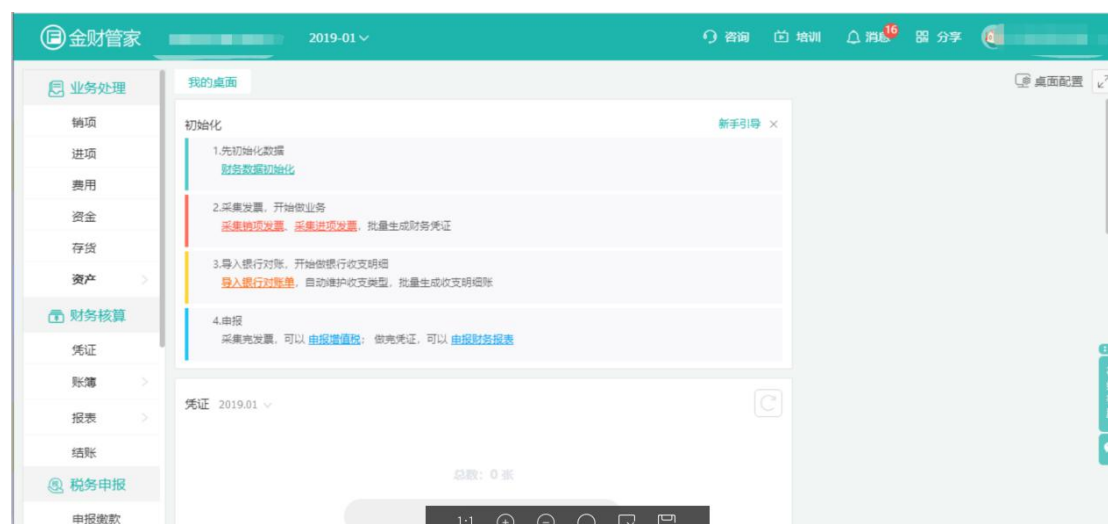 金财管家
2019-01
咨询
培训
消息
16
分享
业务处理
销项
进项
费用
资金
存货
资产
财务核算
凭证
账簿
报表
结账
税务申报
申报缴款
我的桌面
桌面配置
初始化
新手引导 ×
1.先初始化数据
财务数据初始化
2.采集发票，开始做业务
采集销项发票，采集进项发票，批量生成财务凭证
3.导入银行对账，开始做银行收支明细
导入银行对账单，自动维护收支类型，批量生成收支明细账
4.申报
采集完发票，可以 申报增值税； 做完凭证，可以 申报财务报表
凭证 2019.01
总数：0 张
1:1